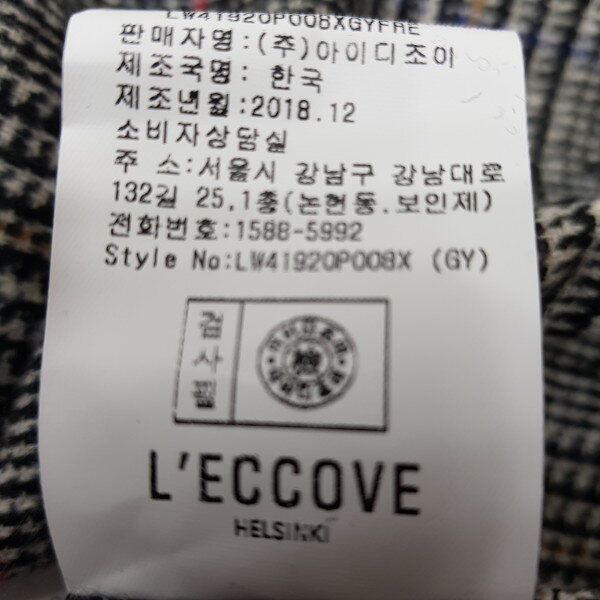 LW41920P008XGYFRE
판매자명:(주)아이디조이
제조국명: 한국
제조년월:2018.12
소비자상담실
주 소:서울시 강남구 강남대로
132길 25,1층(논현동.보인제)
전화번호:1588-5992
Style No:LW41920P008X (GY)
검사필
L'ECCOVE
HELSINKI